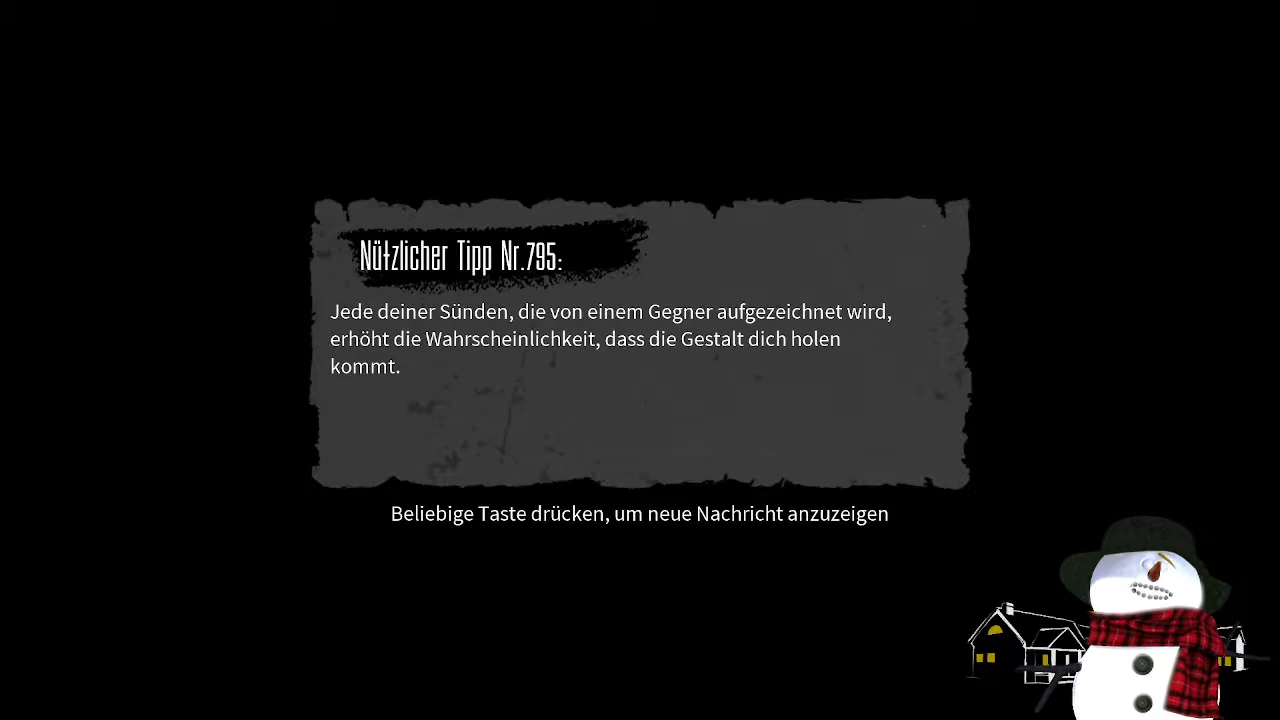 Nützlicher Tipp Nr.795:
Jede deiner Sünden, die von einem Gegner aufgezeichnet wird,
erhöht die Wahrscheinlichkeit, dass die Gestalt dich holen
kommt.
Beliebige Taste drücken, um neue Nachricht anzuzeigen